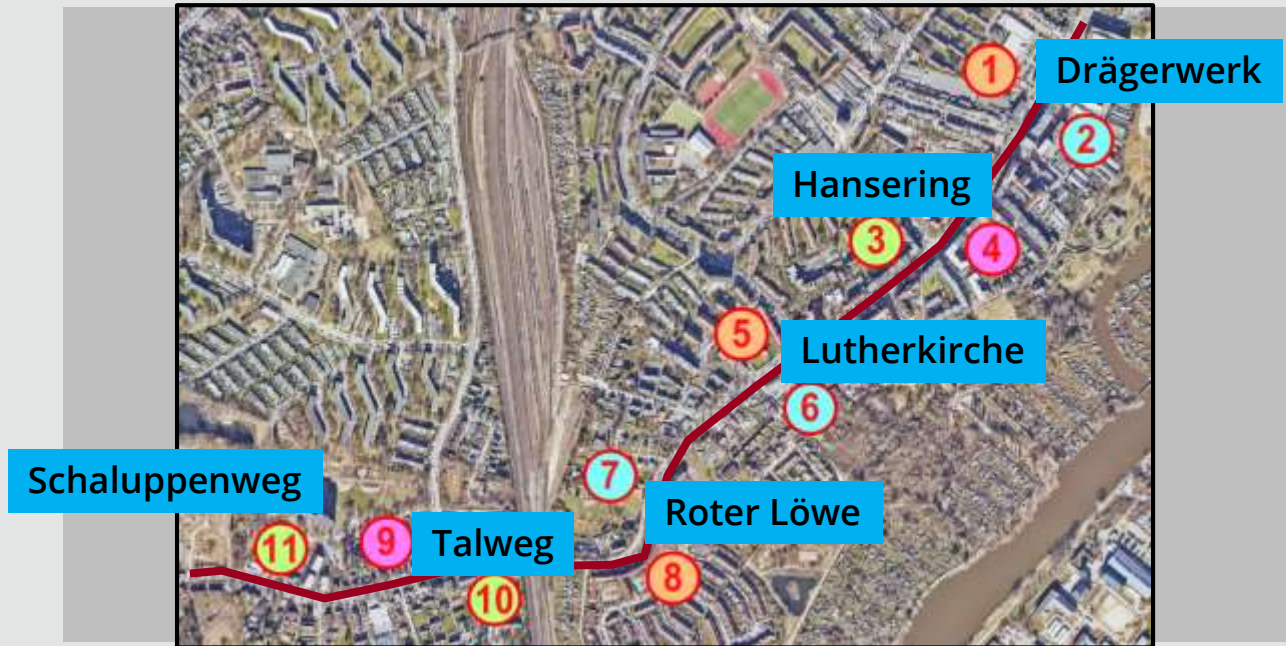 1
Drägerwerk
2
Hansering
3
4
5
Lutherkirche
6
Schaluppenweg
7
Roter Löwe
11
9
Talweg
8
10